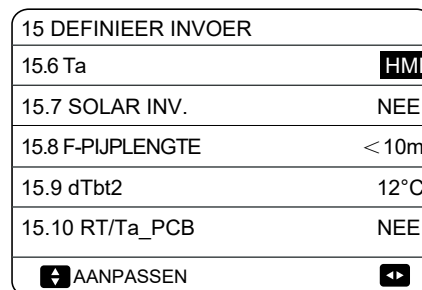 15 DEFINIEER INVOER
15.6 Ta HMI
15.7 SOLAR INV. NEE
15.8 F-PIJPLENGTE <10m
15.9 dTbt2 12°C
15.10 RT/Ta_PCB NEE
AANPASSEN